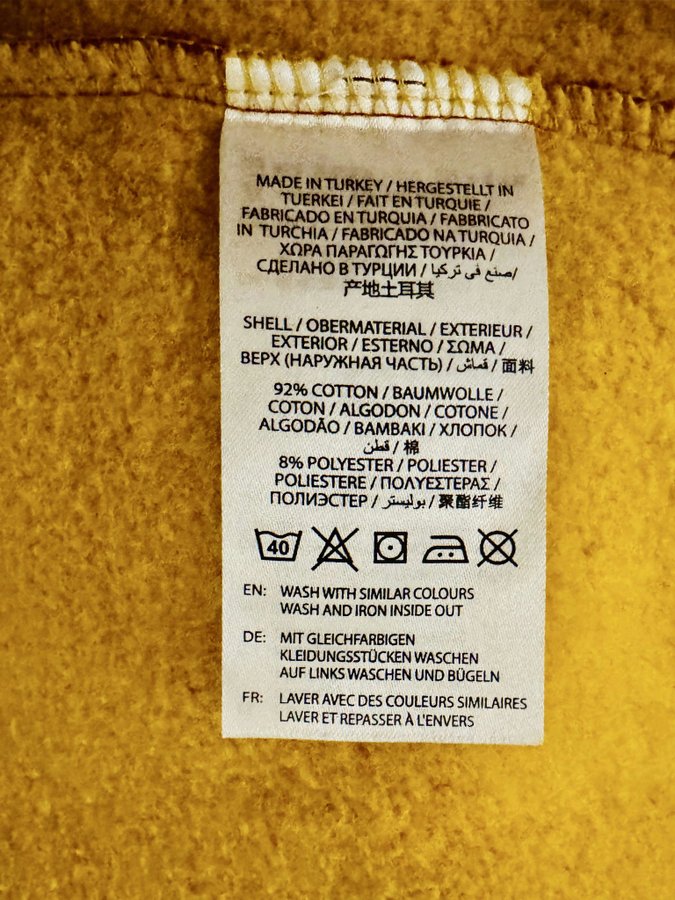 MADE IN TURKEY / HERGESTELLT IN
TUERKEI / FAIT EN TURQUIE /
FABRICADO EN TURQUIA / FABBRICATO
IN TURCHIA / FABRICADO NA TURQUIA /
ΧΩΡΑ ΠΑΡΑΓΩΓΗΣ ΤΟΥΡΚΙΑ /
СДЕЛАНО В ТУРЦИИ / صنع في تركيا /
产地土耳其
SHELL / OBERMATERIAL / EXTERIEUR /
EXTERIOR / ESTERNO / ΣΩΜΑ /
ВЕРХ (НАРУЖНАЯ ЧАСТЬ) / قماش / 面料
92% COTTON / BAUMWOLLE /
COTON / ALGODON / COTONE /
ALGODÃO / BAMBAKI / ХЛОПОК /
قطن / 棉
8% POLYESTER / POLIESTER /
POLIESTERE / ΠΟΛΥΕΣΤΕΡΑΣ /
ПОЛИЭСТЕР / بوليستر / 聚酯纤维
40
EN: WASH WITH SIMILAR COLOURS
WASH AND IRON INSIDE OUT
DE: MIT GLEICHFARBIGEN
KLEIDUNGSSTÜCKEN WASCHEN
AUF LINKS WASCHEN UND BÜGELN
FR: LAVER AVEC DES COULEURS SIMILAIRES
LAVER ET REPASSER À L'ENVERS